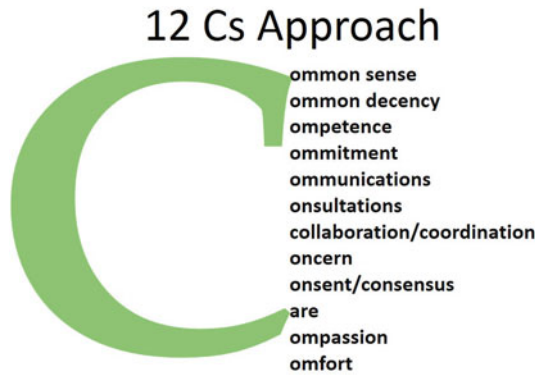 12 Cs Approach
C
ommon sense
ommon decency
ompetence
ommitment
ommunications
onsultations
collaboration/coordination
oncern
onsent/consensus
are
ompassion
omfort